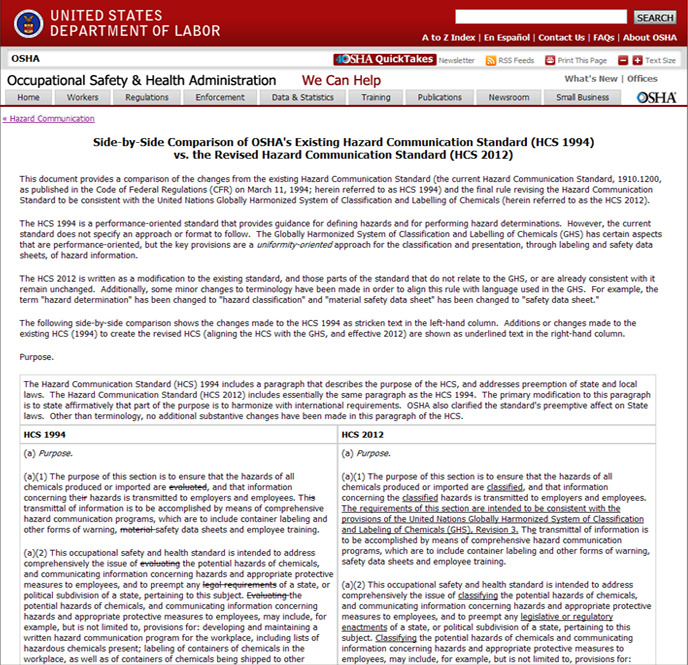 UNITED STATES
DEPARTMENT OF LABOR
SEARCH
A to Z Index | En Español | Contact Us | FAQs | About OSHA
OSHA
OSHA QuickTakes Newsletter RSS Feeds Print This Page Text Size
Occupational Safety & Health Administration We Can Help
What's New | Offices
Home Workers Regulations Enforcement Data & Statistics Training Publications Newsroom Small Business OSHA
« Hazard Communication
Side-by-Side Comparison of OSHA's Existing Hazard Communication Standard (HCS 1994)
vs. the Revised Hazard Communication Standard (HCS 2012)
This document provides a comparison of the changes from the existing Hazard Communication Standard (the current Hazard Communication Standard, 1910.1200,
as published in the Code of Federal Regulations (CFR) on March 11, 1994; herein referred to as HCS 1994) and the final rule revising the Hazard Communication
Standard to be consistent with the United Nations Globally Harmonized System of Classification and Labelling of Chemicals (herein referred to as the HCS 2012).
The HCS 1994 is a performance-oriented standard that provides guidance for defining hazards and for performing hazard determinations. However, the current
standard does not specify an approach or format to follow. The Globally Harmonized System of Classification and Labelling of Chemicals (GHS) has certain aspects
that are performance-oriented, but the key provisions are a uniformity-oriented approach for the classification and presentation, through labeling and safety data
sheets, of hazard information.
The HCS 2012 is written as a modification to the existing standard, and those parts of the standard that do not relate to the GHS, or are already consistent with it
remain unchanged. Additionally, some minor changes to terminology have been made in order to align this rule with language used in the GHS. For example, the
term "hazard determination" has been changed to "hazard classification" and "material safety data sheet" has been changed to "safety data sheet."
The following side-by-side comparison shows the changes made to the HCS 1994 as stricken text in the left-hand column. Additions or changes made to the
existing HCS (1994) to create the revised HCS (aligning the HCS with the GHS, and effective 2012) are shown as underlined text in the right-hand column.
Purpose.
The Hazard Communication Standard (HCS) 1994 includes a paragraph that describes the purpose of the HCS, and addresses preemption of state and local
laws. The Hazard Communication Standard (HCS 2012) includes essentially the same paragraph as the HCS 1994. The primary modification to this paragraph
is to state affirmatively that part of the purpose is to harmonize with international requirements. OSHA also clarified the standard's preemptive affect on State
laws. Other than terminology, no additional substantive changes have been made in this paragraph of the HCS.
HCS 1994
(a) Purpose.
(a)(1) The purpose of this section is to ensure that the hazards of all
chemicals produced or imported are evaluated, and that information
concerning their hazards is transmitted to employers and employees. This
transmittal of information is to be accomplished by means of comprehensive
hazard communication programs, which are to include container labeling and
other forms of warning, material safety data sheets and employee training.
(a)(2) This occupational safety and health standard is intended to address
comprehensively the issue of evaluating the potential hazards of chemicals,
and communicating information concerning hazards and appropriate protective
measures to employees, and to preempt any legal requirements of a state, or
political subdivision of a state, pertaining to this subject. Evaluating the
potential hazards of chemicals, and communicating information concerning
hazards and appropriate protective measures to employees, may include, for
example, but is not limited to, provisions for: developing and maintaining a
written hazard communication program for the workplace, including lists of
hazardous chemicals present; labeling of containers of chemicals in the
workplace, as well as of containers of chemicals being shipped to other
HCS 2012
(a) Purpose.
(a)(1) The purpose of this section is to ensure that the hazards of all
chemicals produced or imported are classified, and that information
concerning the classified hazards is transmitted to employers and employees.
The requirements of this section are intended to be consistent with the
provisions of the United Nations Globally Harmonized System of Classification
and Labeling of Chemicals (GHS), Revision 3. The transmittal of information is
to be accomplished by means of comprehensive hazard communication
programs, which are to include container labeling and other forms of warning,
safety data sheets and employee training.
(a)(2) This occupational safety and health standard is intended to address
comprehensively the issue of classifying the potential hazards of chemicals,
and communicating information concerning hazards and appropriate protective
measures to employees, and to preempt any legislative or regulatory
enactments of a state, or political subdivision of a state, pertaining to this
subject. Classifying the potential hazards of chemicals and communicating
information concerning hazards and appropriate protective measures to
employees, may include, for example, but is not limited to, provisions for: